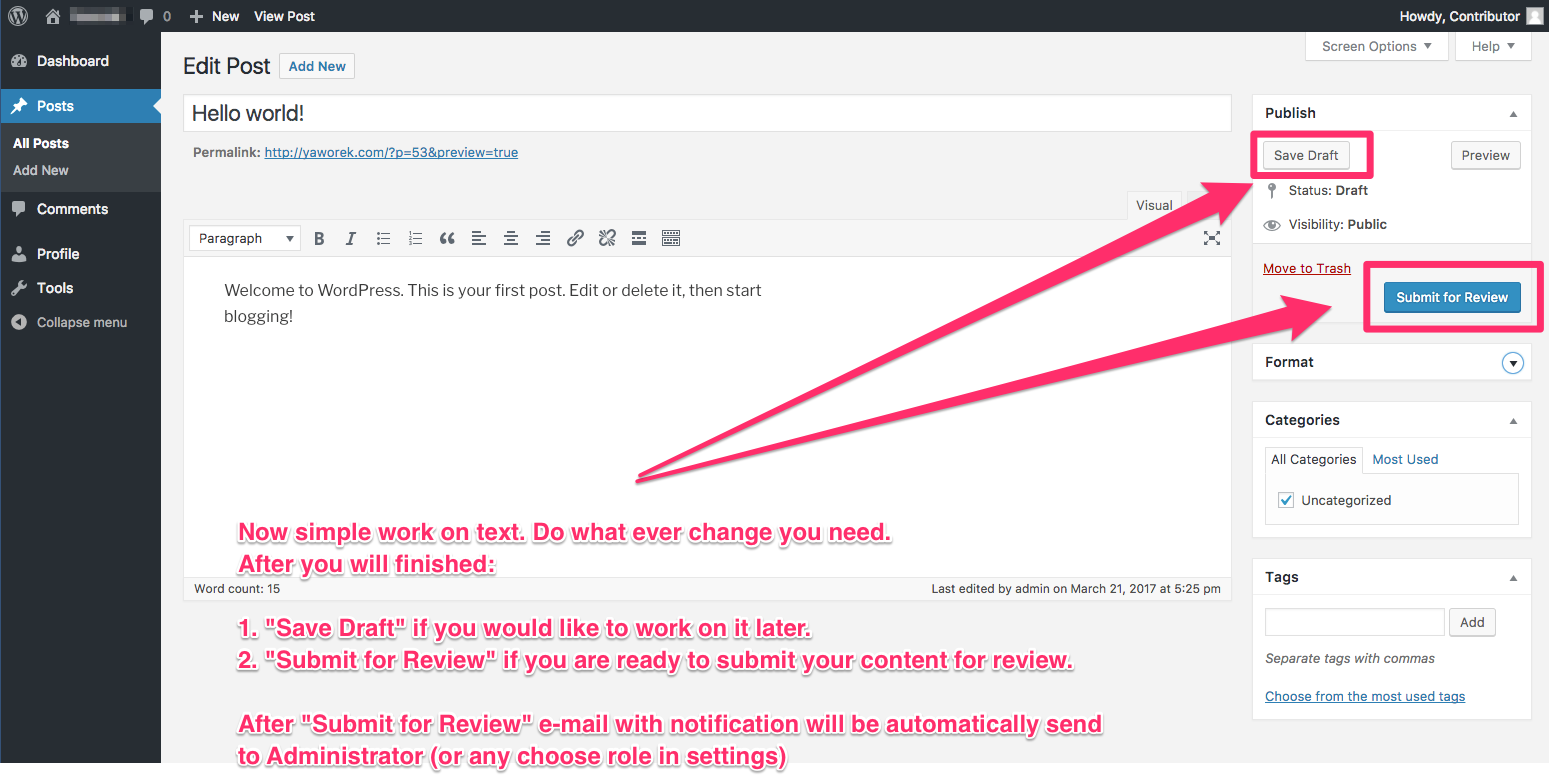 0 New View Post Howdy, Contributor
Screen Options Help
Dashboard
Posts
All Posts
Add New
Comments
Profile
Tools
Collapse menu
Edit Post Add New
Hello world!
Permalink: http://yaworek.com/?p=53&preview=true
Visual
Paragraph
Welcome to WordPress. This is your first post. Edit or delete it, then start
blogging!
Now simple work on text. Do what ever change you need.
After you will finished:
Word count: 15 Last edited by admin on March 21, 2017 at 5:25 pm
1. "Save Draft" if you would like to work on it later.
2. "Submit for Review" if you are ready to submit your content for review.
After "Submit for Review" e-mail with notification will be automatically send
to Administrator (or any choose role in settings)
Publish
Save Draft Preview
Status: Draft
Visibility: Public
Move to Trash
Submit for Review
Format
Categories
All Categories Most Used
Uncategorized
Tags
Add
Separate tags with commas
Choose from the most used tags